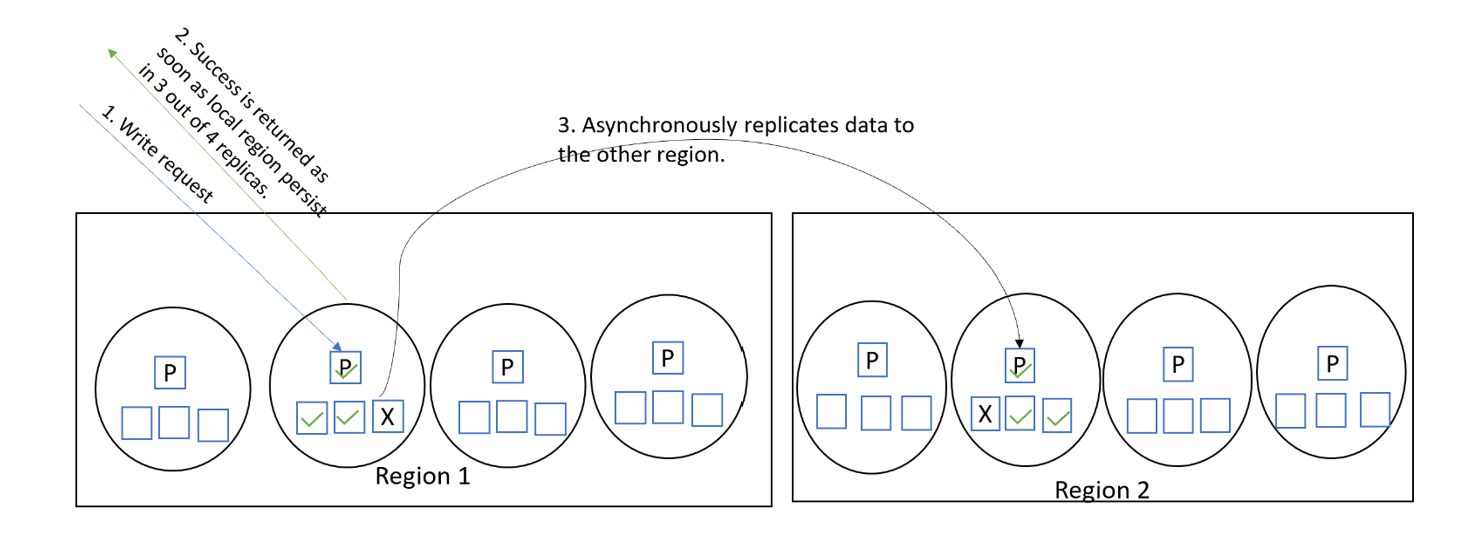 2. Success is returned as
soon as local region persist
in 3 out of 4 replicas.
1. Write request
3. Asynchronously replicates data to
the other region.
P
P
P
P
X
Region 1
P
P
P
P
X
Region 2